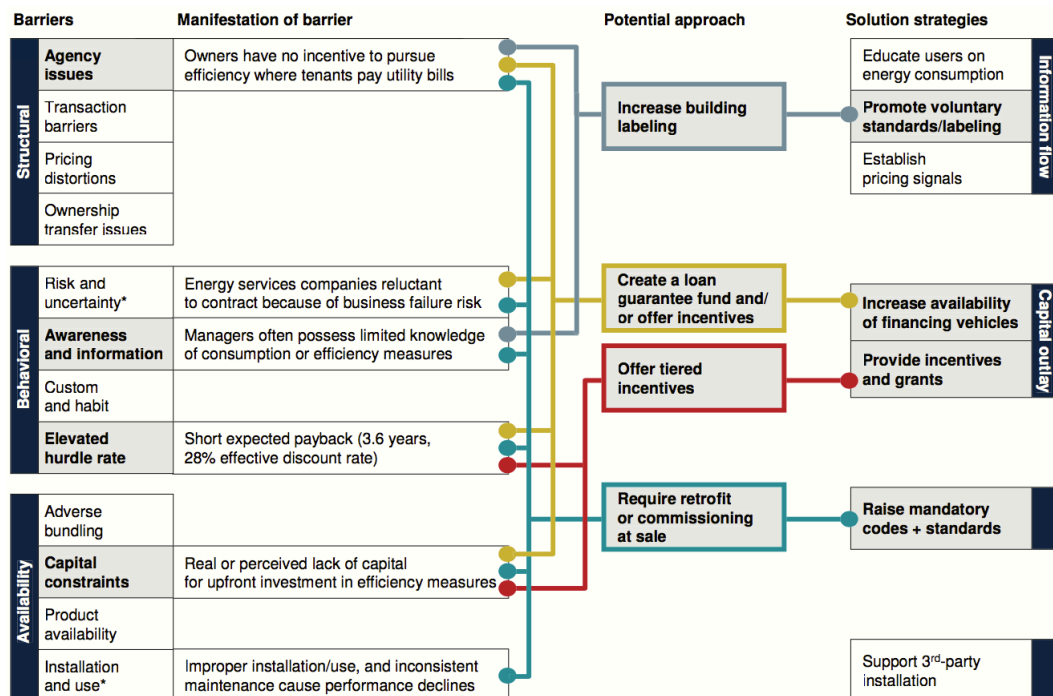 Barriers
Manifestation of barrier
Potential approach
Solution strategies
Structural
Agency
issues
Owners have no incentive to pursue
efficiency where tenants pay utility bills
Transaction
barriers
Pricing
distortions
Ownership
transfer issues
Behavioral
Risk and
uncertainty*
Energy services companies reluctant
to contract because of business failure risk
Awareness
and information
Managers often possess limited knowledge
of consumption or efficiency measures
Custom
and habit
Elevated
hurdle rate
Short expected payback (3.6 years,
28% effective discount rate)
Availability
Adverse
bundling
Capital
constraints
Real or perceived lack of capital
for upfront investment in efficiency measures
Product
availability
Installation
and use*
Improper installation/use, and inconsistent
maintenance cause performance declines
Increase building
labeling
Create a loan
guarantee fund and/
or offer incentives
Offer tiered
incentives
Require retrofit
or commissioning
at sale
Educate users on
energy consumption
Promote voluntary
standards/labeling
Establish
pricing signals
Information flow
Increase availability
of financing vehicles
Provide incentives
and grants
Capital outlay
Raise mandatory
codes + standards
Support 3rd-party
installation